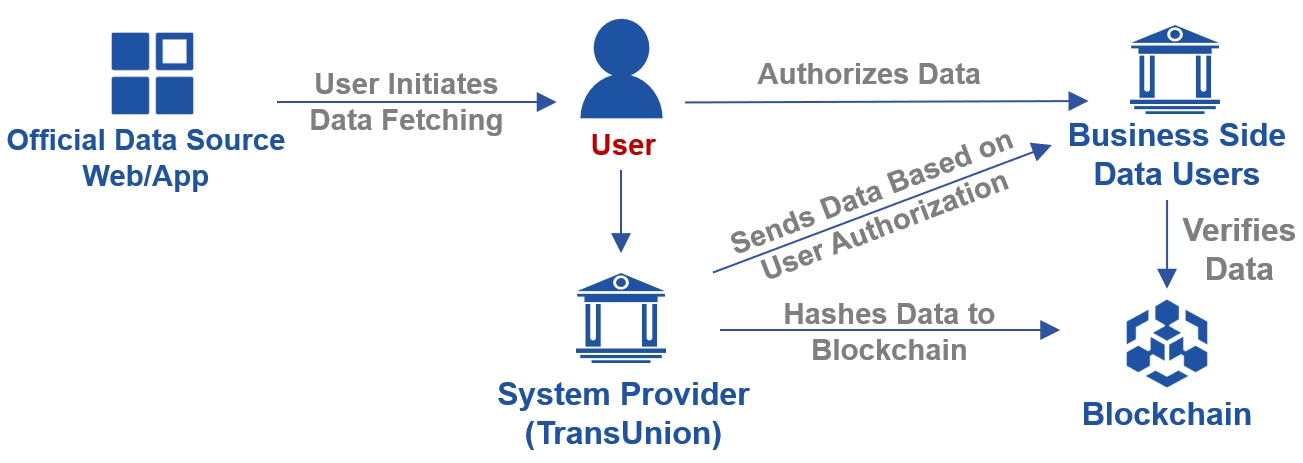 User Initiates
Data Fetching
Official Data Source
Web/App
User
Authorizes Data
Business Side
Data Users
Sends Data Based on
User Authorization
Verifies
Data
Hashes Data to
Blockchain
System Provider
(TransUnion)
Blockchain